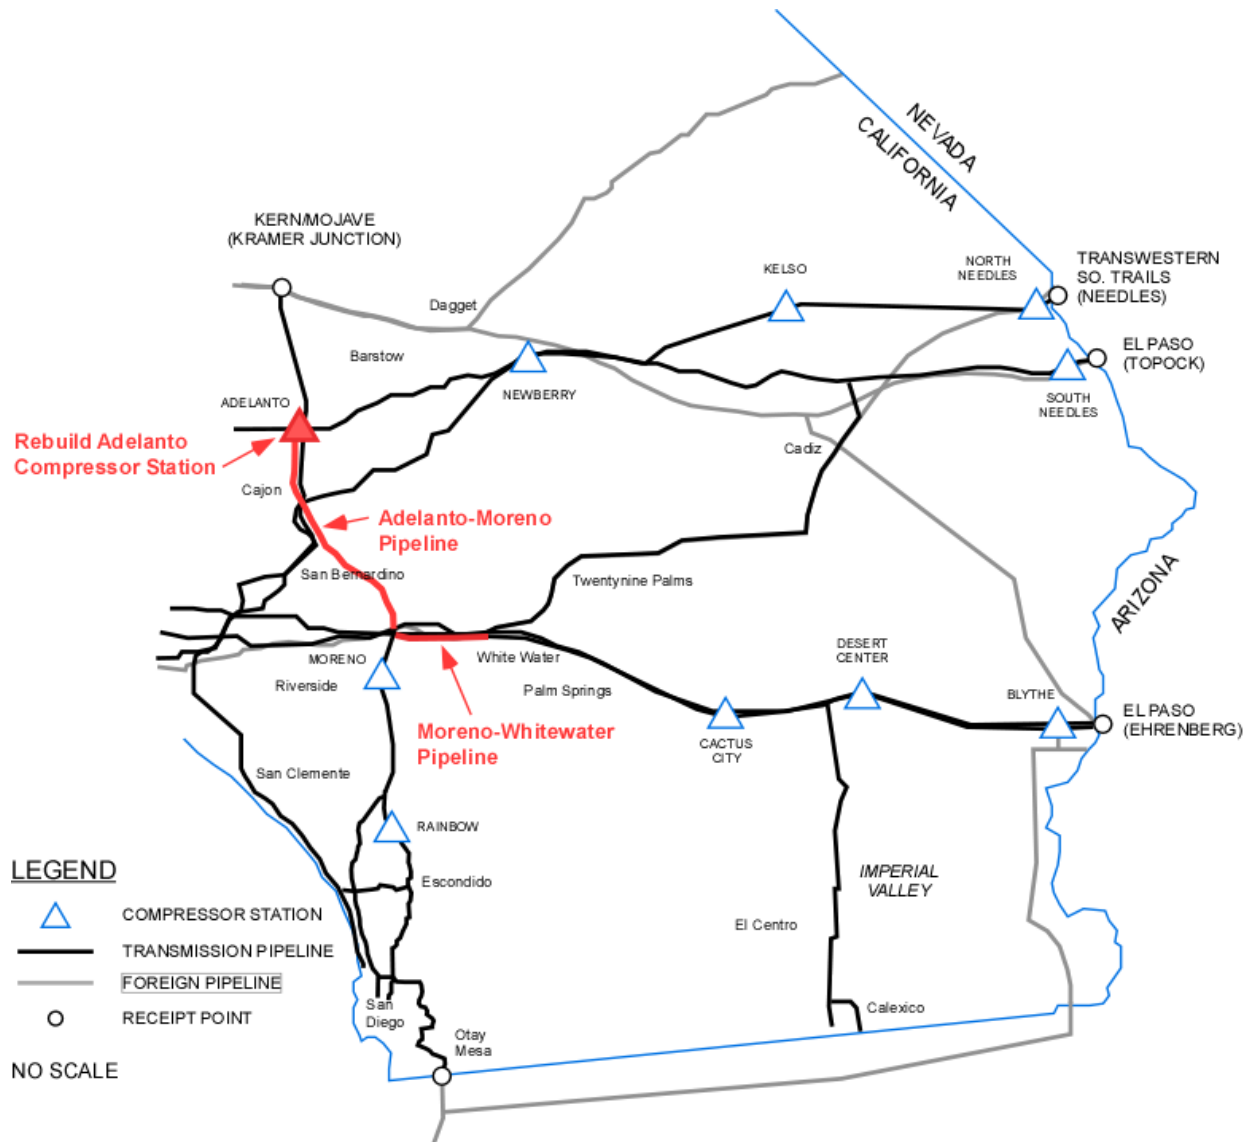 NEVADA
CALIFORNIA
KERN/MOJAVE
(KRAMER JUNCTION)
KELSO
NORTH
NEEDLES
TRANSWESTERN
SO. TRAILS
(NEEDLES)
Dagget
Barstow
EL PASO
(TOPOCK)
NEWBERRY
ADELANTO
SOUTH
NEEDLES
Rebuild Adelanto
Compressor Station
Cadiz
Cajon
Adelanto-Moreno
Pipeline
San Bernardino
Twentynine Palms
ARIZONA
MORENO
White Water
DESERT
CENTER
Riverside
Palm Springs
BLYTHE
EL PASO
(EHRENBERG)
Moreno-Whitewater
Pipeline
CACTUS
CITY
San Clemente
RAINBOW
LEGEND
Escondido
IMPERIAL
VALLEY
COMPRESSOR STATION
El Centro
TRANSMISSION PIPELINE
FOREIGN PIPELINE
San
Diego
Calexico
RECEIPT POINT
Otay
Mesa
NO SCALE